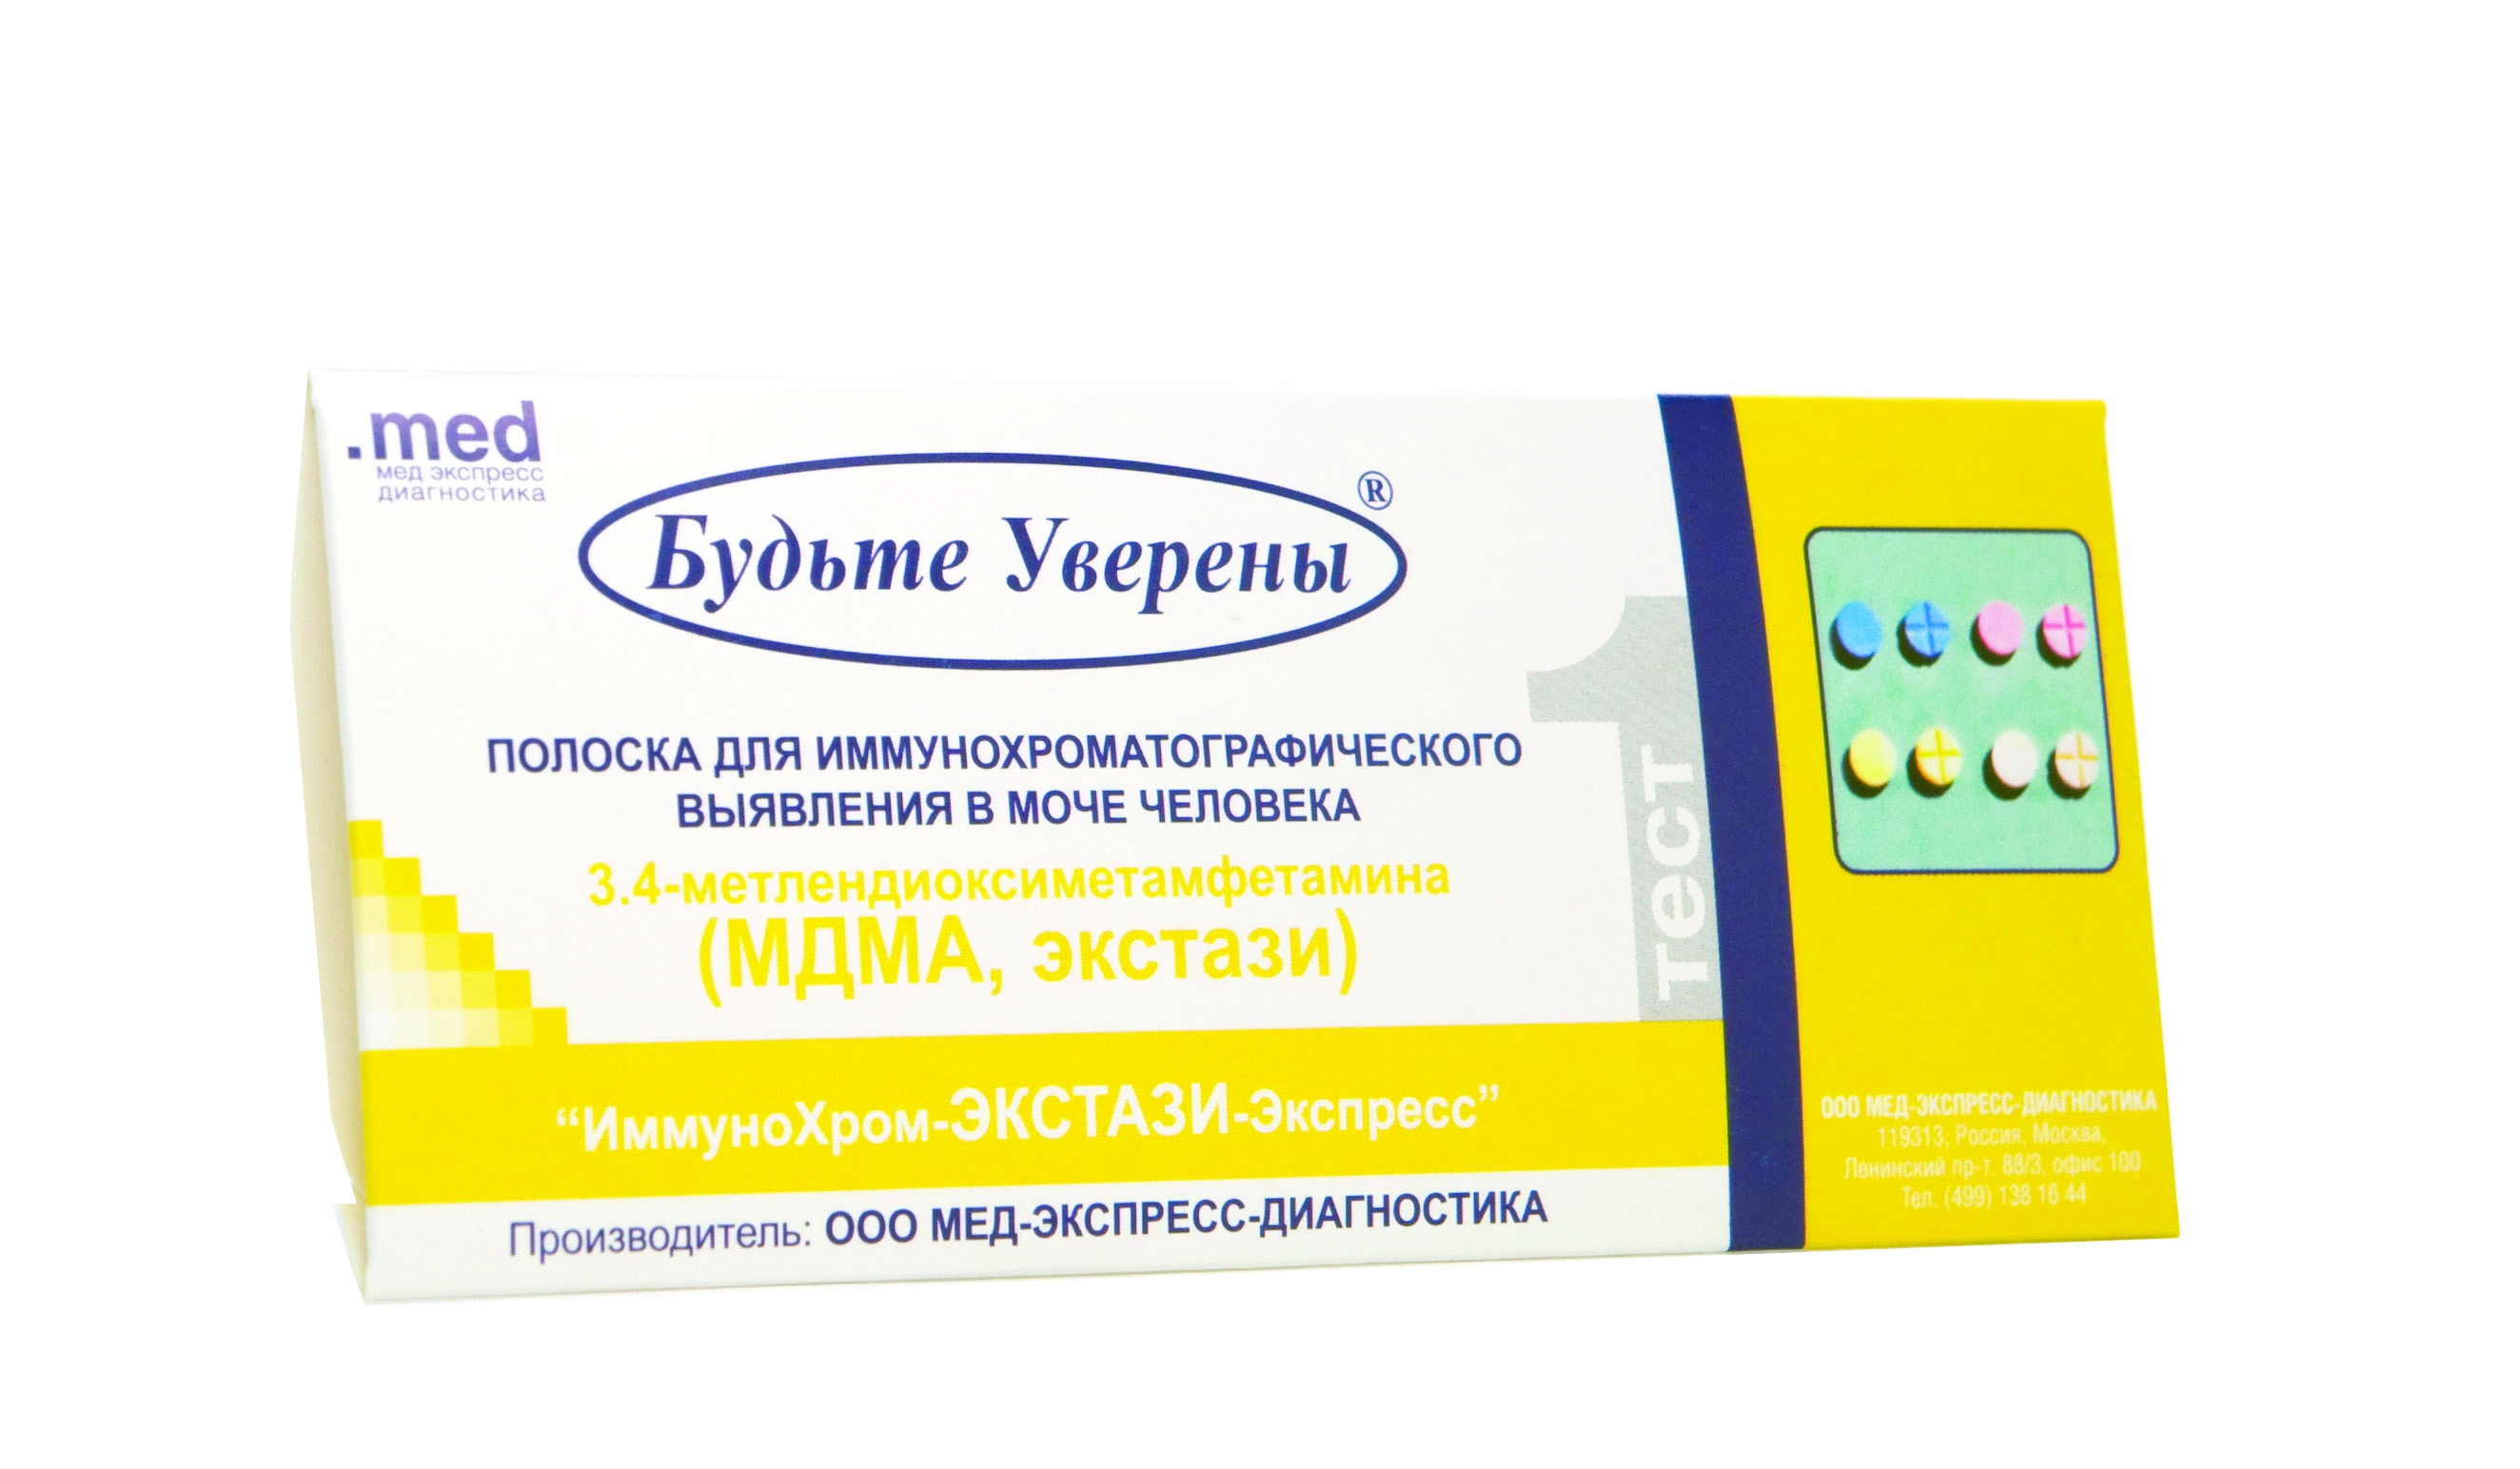 .med
мед экспресс
диагностика
Будьте Уверены ®
ПОЛОСКА ДЛЯ ИММУНОХРОМАТОГРАФИЧЕСКОГО
ВЫЯВЛЕНИЯ В МОЧЕ ЧЕЛОВЕКА
3.4-метлендиоксиметамфетамина
(МДМА, экстази)
1 тест
“ИммуноХром-ЭКСТАЗИ-Экспресс”
Производитель: ООО МЕД-ЭКСПРЕСС-ДИАГНОСТИКА
ООО МЕД-ЭКСПРЕСС-ДИАГНОСТИКА
119313, Россия, Москва,
Ленинский пр-т. 88/3, офис 100
Тел. (499) 138 16 44